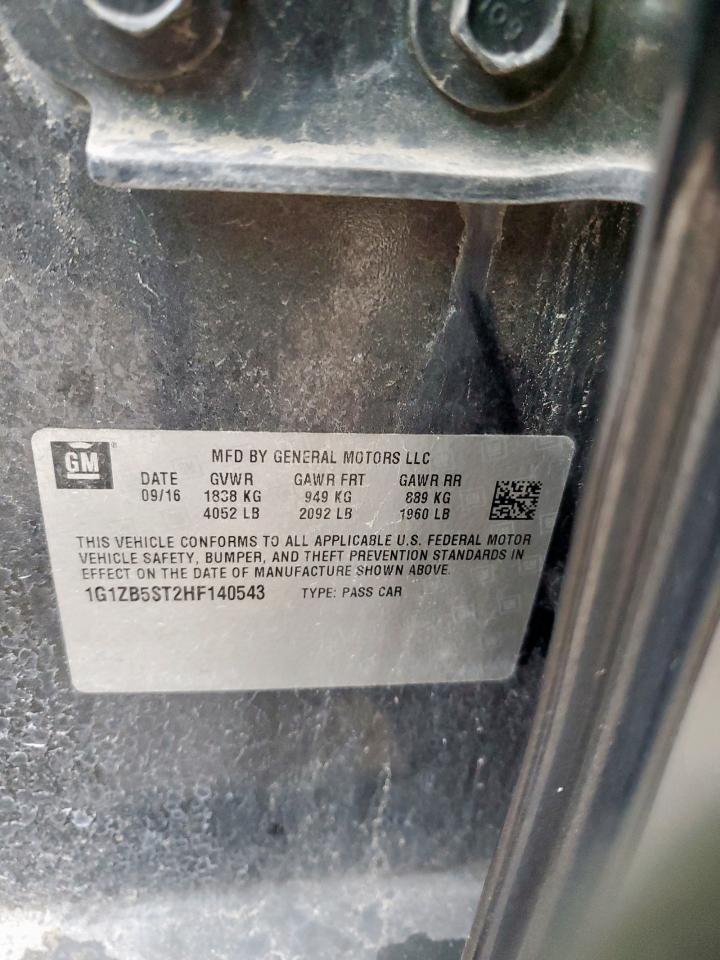 109
GM
MFD BY GENERAL MOTORS LLC
DATE GVWR GAWR FRT GAWR RR
09/16 1838 KG 949 KG 889 KG
4052 LB 2092 LB 1960 LB
THIS VEHICLE CONFORMS TO ALL APPLICABLE U.S. FEDERAL MOTOR
VEHICLE SAFETY, BUMPER, AND THEFT PREVENTION STANDARDS IN
EFFECT ON THE DATE OF MANUFACTURE SHOWN ABOVE.
1G1ZB5ST2HF140543 TYPE: PASS CAR